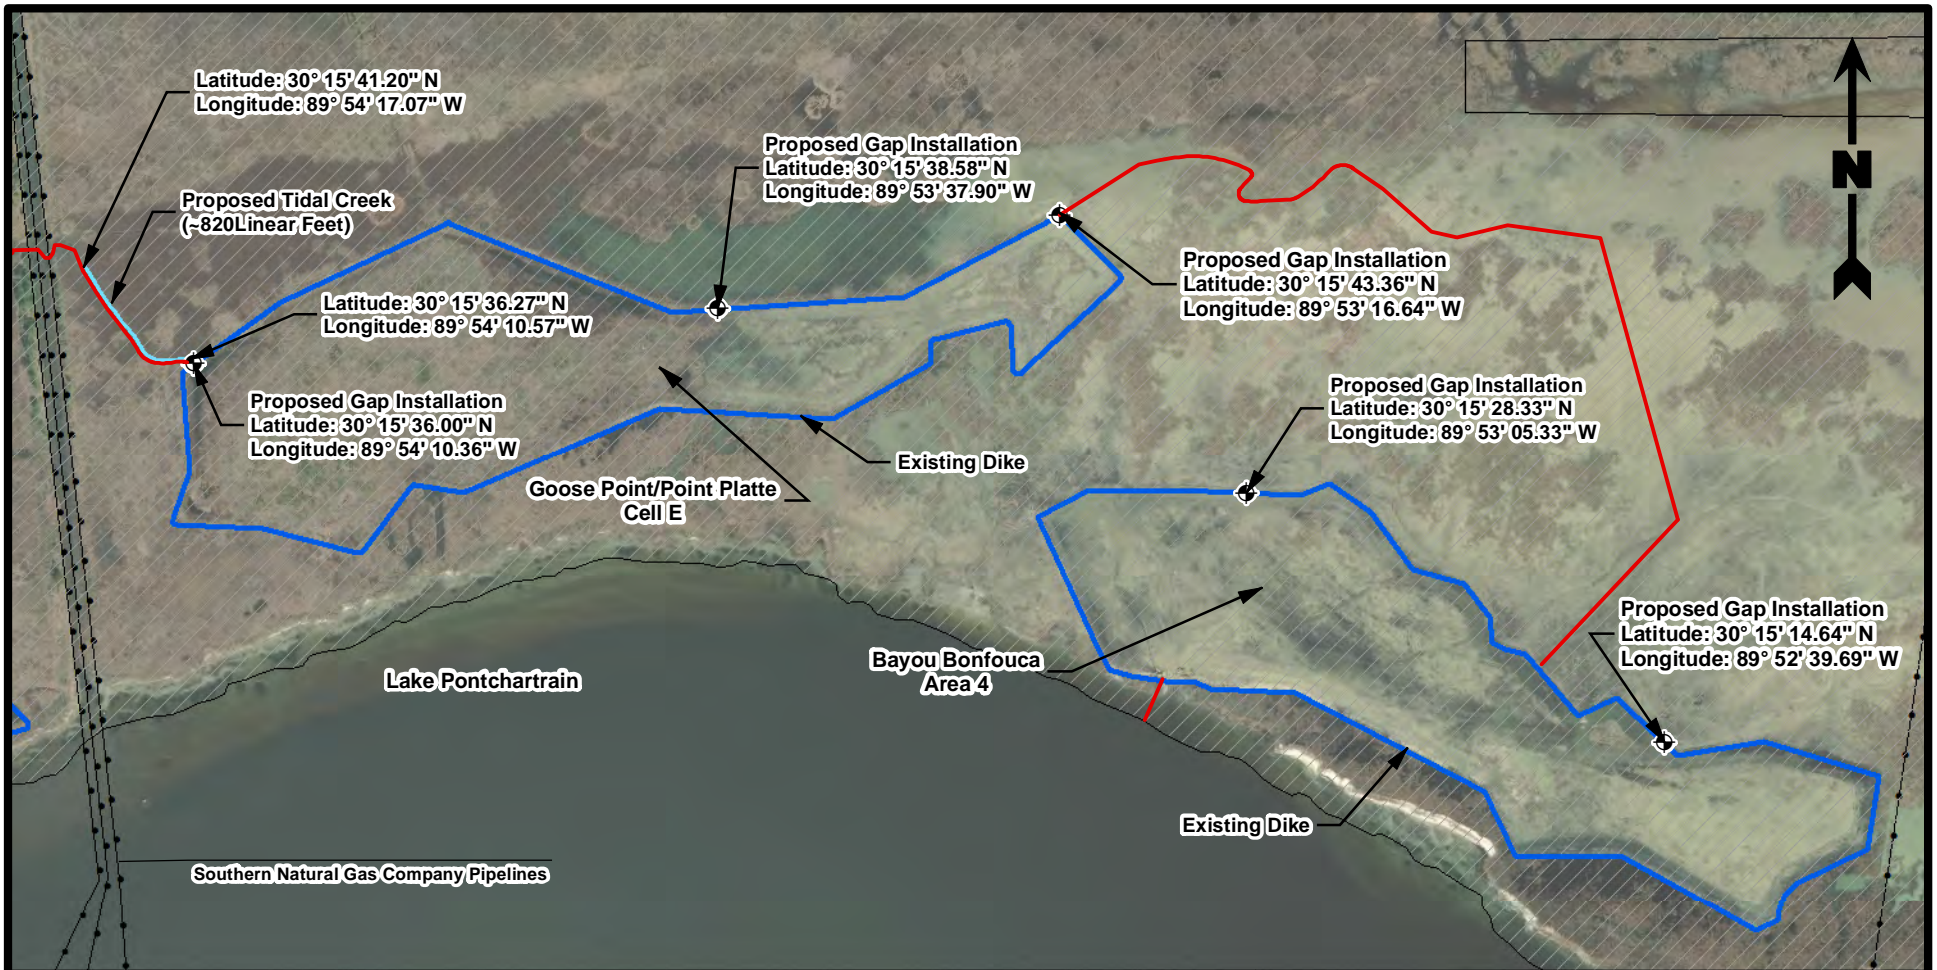 Latitude: 30° 15' 41.20" N
Longitude: 89° 54' 17.07" W
Proposed Tidal Creek
(~820Linear Feet)
Proposed Gap Installation
Latitude: 30° 15' 38.58" N
Longitude: 89° 53' 37.90" W
N
Proposed Gap Installation
Latitude: 30° 15' 43.36" N
Longitude: 89° 53' 16.64" W
Latitude: 30° 15' 36.27" N
Longitude: 89° 54' 10.57" W
Proposed Gap Installation
Latitude: 30° 15' 36.00" N
Longitude: 89° 54' 10.36" W
Proposed Gap Installation
Latitude: 30° 15' 28.33" N
Longitude: 89° 53' 05.33" W
Existing Dike
Goose Point/Point Platte
Cell E
Proposed Gap Installation
Latitude: 30° 15' 14.64" N
Longitude: 89° 52' 39.69" W
Bayou Bonfouca
Area 4
Lake Pontchartrain
Existing Dike
Southern Natural Gas Company Pipelines